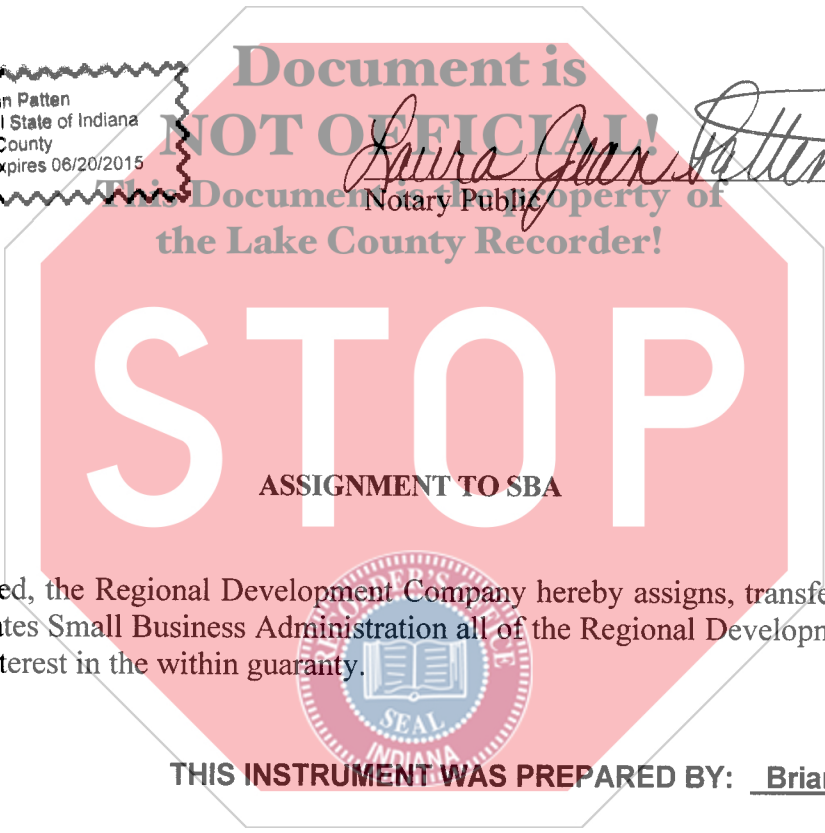 Document is
n Patten
l State of Indiana
County
xpires 06/20/2015
NOT OFFICIAL!
Laura Jean Patten
Notary Public
This Document is the property of
the Lake County Recorder!
STOP
ASSIGNMENT TO SBA
ed, the Regional Development Company hereby assigns, transfe
ates Small Business Administration all of the Regional Developm
terest in the within guaranty.
RECORDER'S OFFICE
SEAL
INDIANA
THIS INSTRUMENT WAS PREPARED BY: Brian